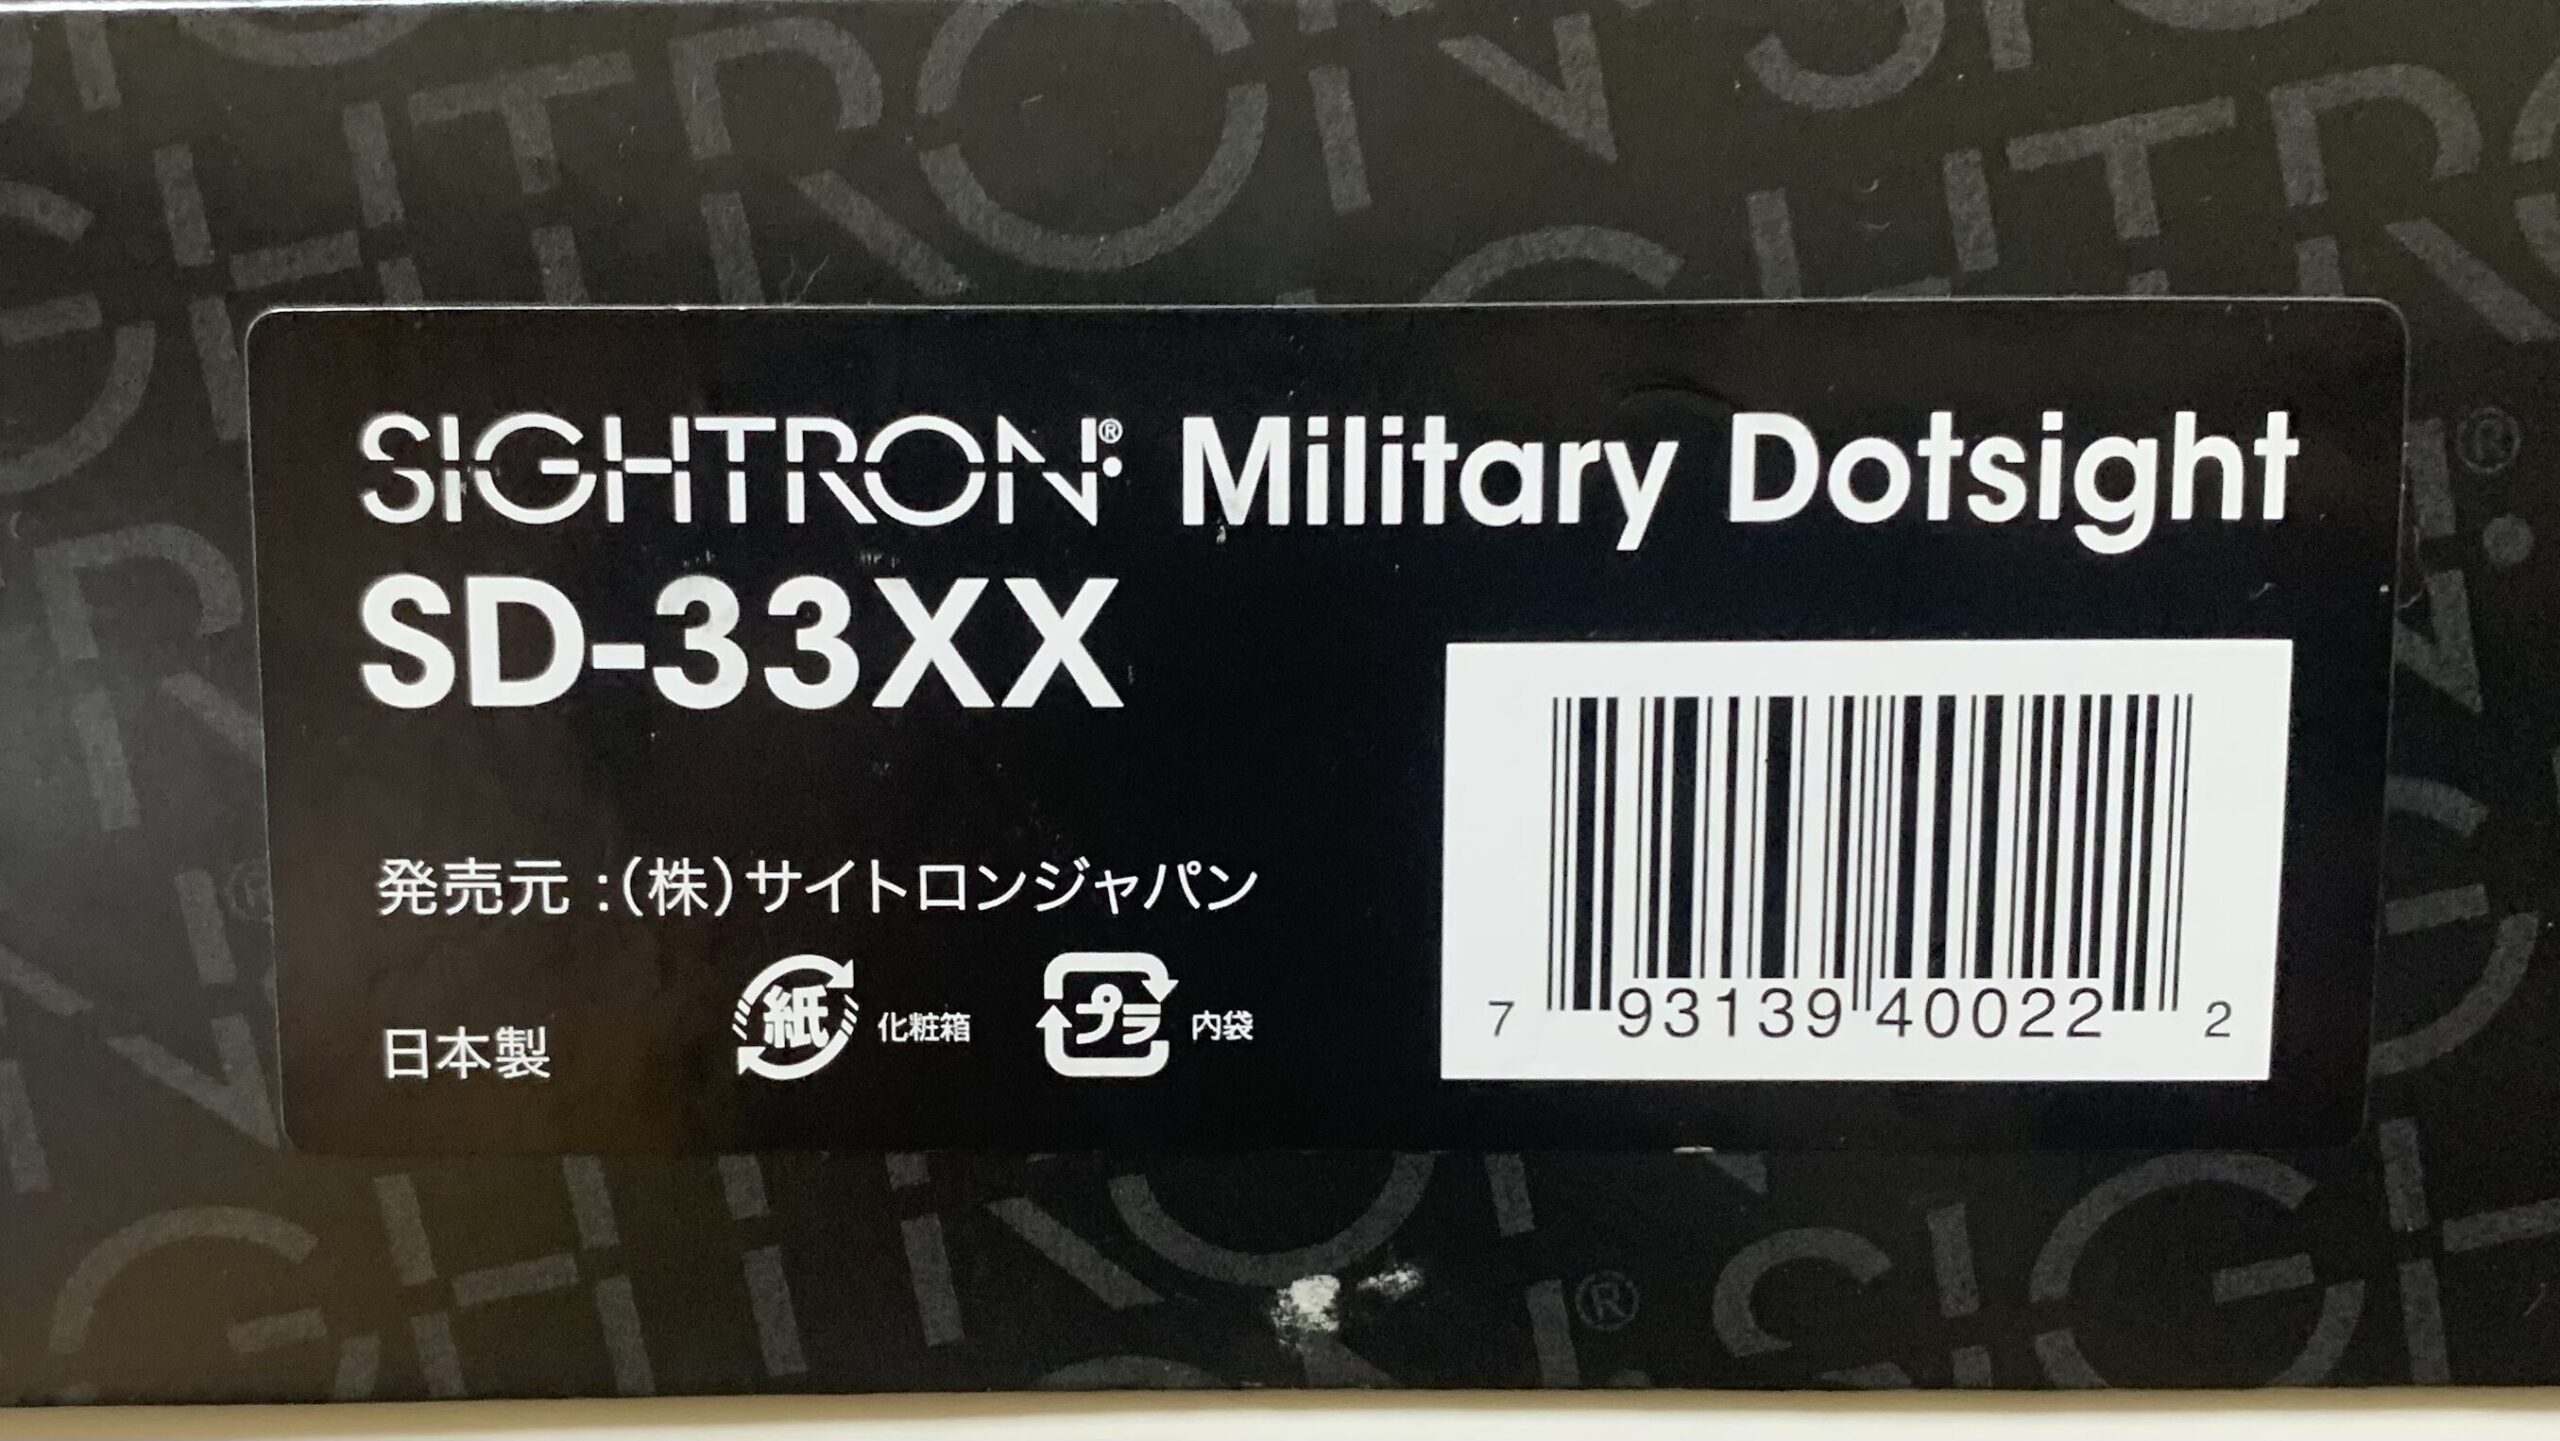 SIGHTRON® Military Dotsight
SD-33XX
発売元:(株)サイトロンジャパン
日本製
紙 化粧箱
プラ 内袋
7 93139 40022 2